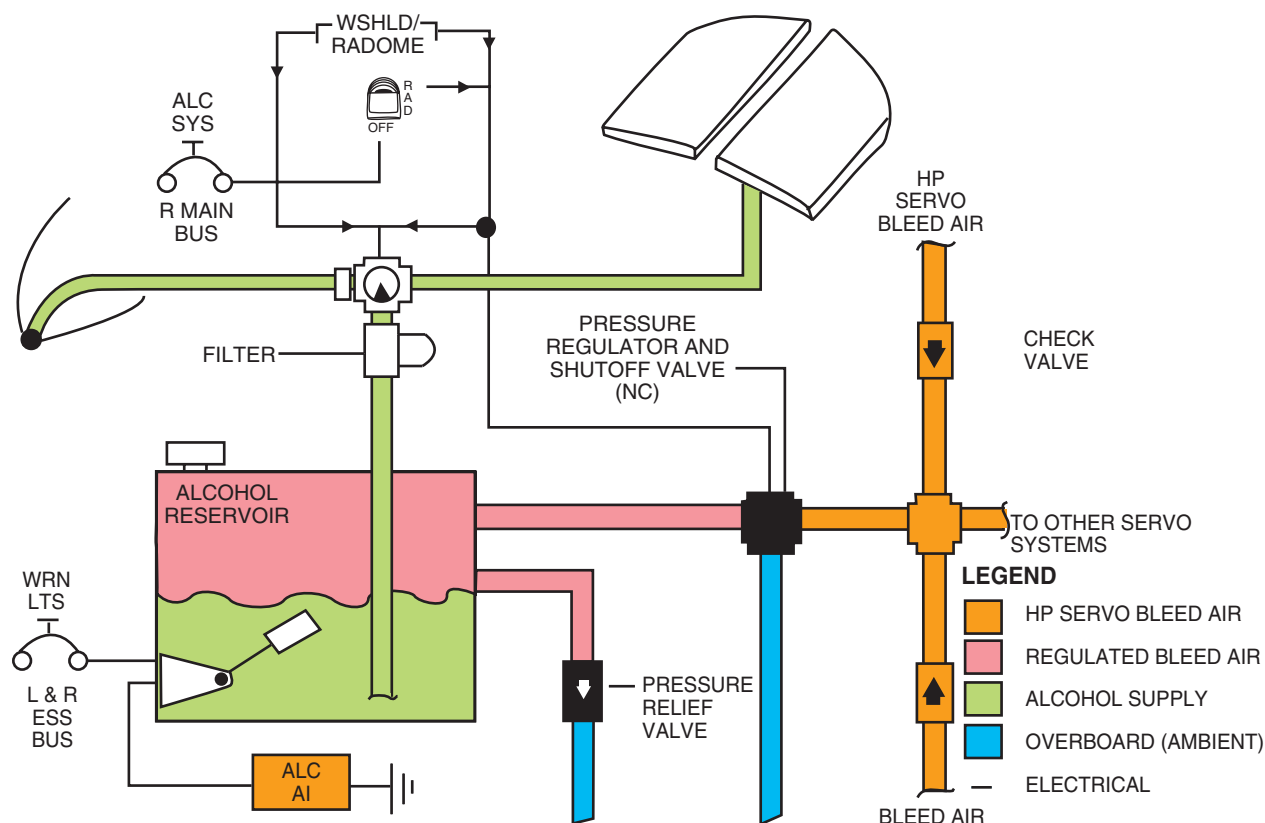 WSHLD/
RADOME
R
A
D
OFF
ALC
SYS
R MAIN
BUS
HP
SERVO
BLEED AIR
FILTER
PRESSURE
REGULATOR AND
SHUTOFF VALVE
(NC)
CHECK
VALVE
ALCOHOL
RESERVOIR
TO OTHER SERVO
SYSTEMS
WRN
LTS
L & R
ESS
BUS
PRESSURE
RELIEF
VALVE
ALC
AI
LEGEND
HP SERVO BLEED AIR
REGULATED BLEED AIR
ALCOHOL SUPPLY
OVERBOARD (AMBIENT)
ELECTRICAL
BLEED AIR